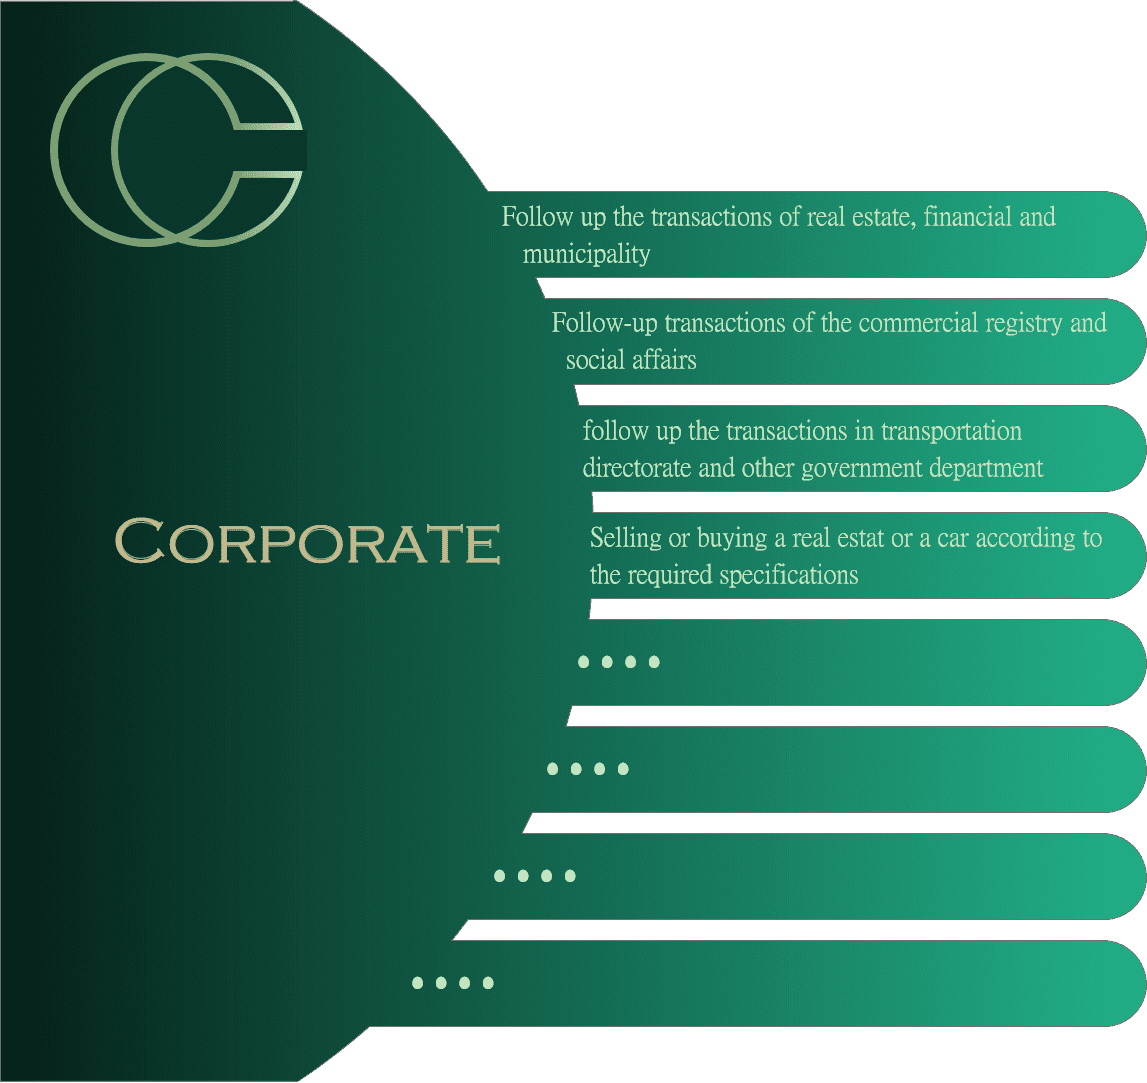 Follow up the transactions of real estate, financial and
municipality
Follow-up transactions of the commercial registry and
social affairs
follow up the transactions in transportation
directorate and other government department
CORPORATE
Selling or buying a real estat or a car according to
the required specifications
• • • •
• • • •
• • • •
• • • •